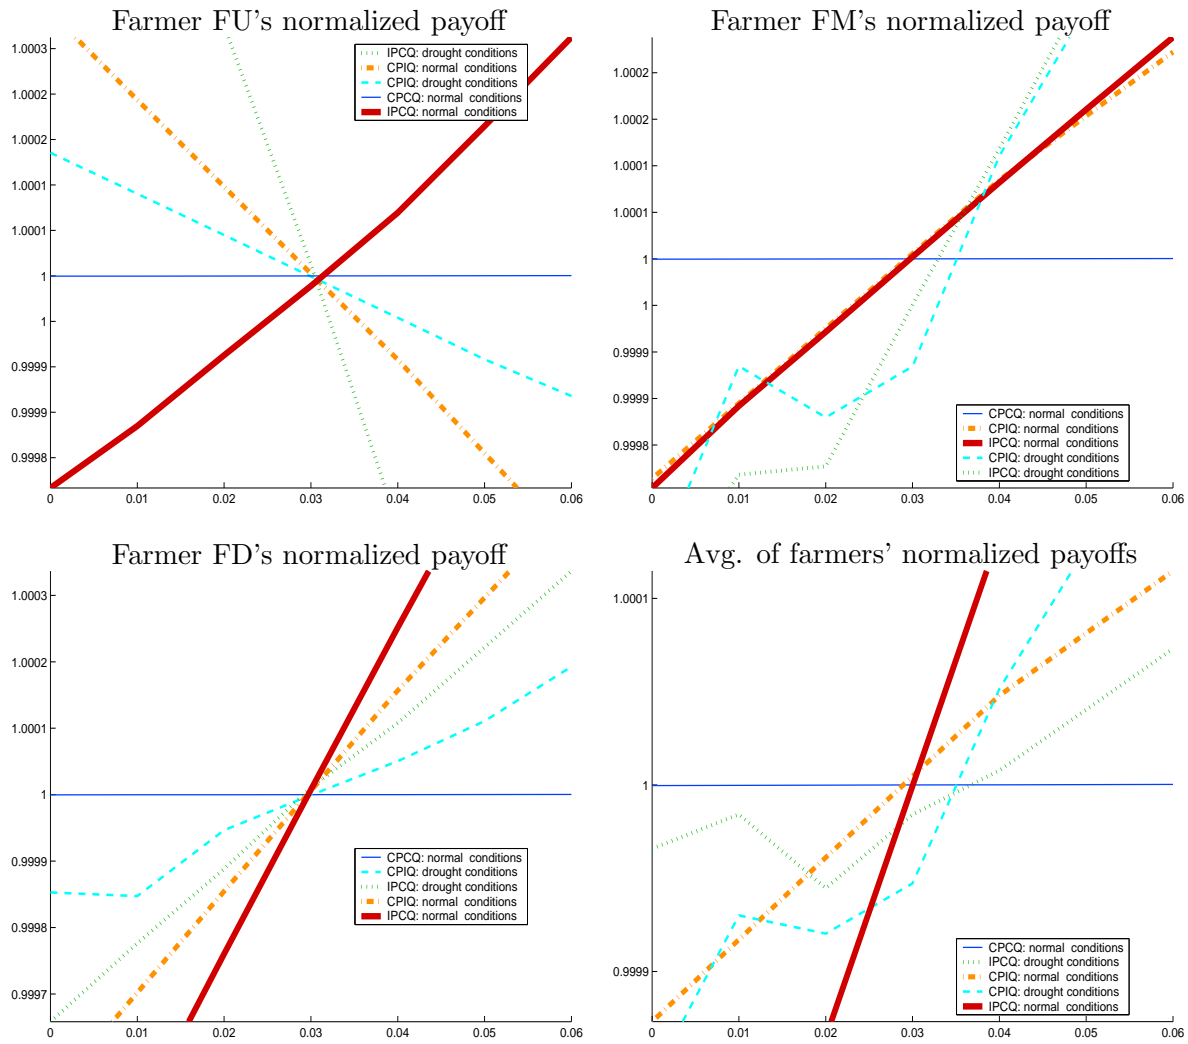 Farmer FU's normalized payoff
1.0003
1.0002
1.0002
1.0001
1.0001
1
1
0.9999
0.9999
0.9998
0 0.01 0.02 0.03 0.04 0.05 0.06
IPCQ: drought conditions
CPIQ: normal conditions
CPIQ: drought conditions
CPCQ: normal conditions
IPCQ: normal conditions
Farmer FM's normalized payoff
1.0002
1.0002
1.0001
1.0001
1
1
0.9999
0.9999
0.9998
0 0.01 0.02 0.03 0.04 0.05 0.06
CPCQ: normal conditions
CPIQ: normal conditions
IPCQ: normal conditions
CPIQ: drought conditions
IPCQ: drought conditions
Farmer FD's normalized payoff
1.0003
1.0002
1.0001
1
0.9999
0.9998
0.9997
0 0.01 0.02 0.03 0.04 0.05 0.06
CPCQ: normal conditions
CPIQ: drought conditions
IPCQ: drought conditions
CPIQ: normal conditions
IPCQ: normal conditions
Avg. of farmers' normalized payoffs
1.0001
1
0.9999
0 0.01 0.02 0.03 0.04 0.05 0.06
CPCQ: normal conditions
IPCQ: drought conditions
CPIQ: normal conditions
CPIQ: drought conditions
IPCQ: normal conditions